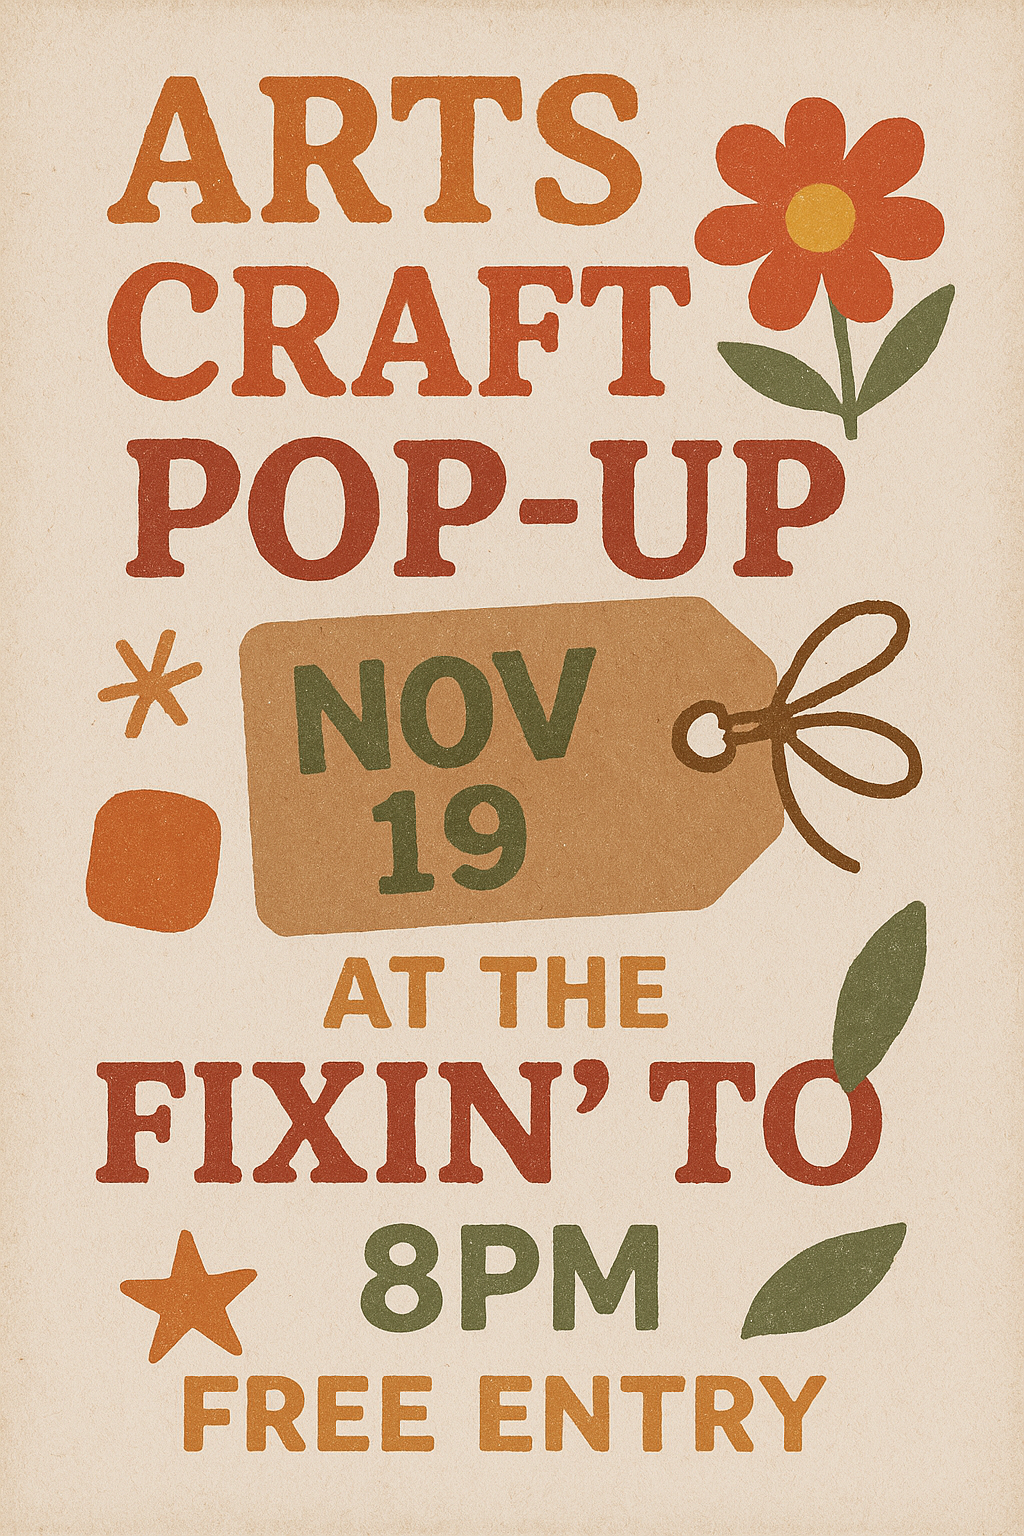 ARTS
CRAFT
POP-UP
NOV
19
AT THE
FIXIN’ TO
8PM
FREE ENTRY